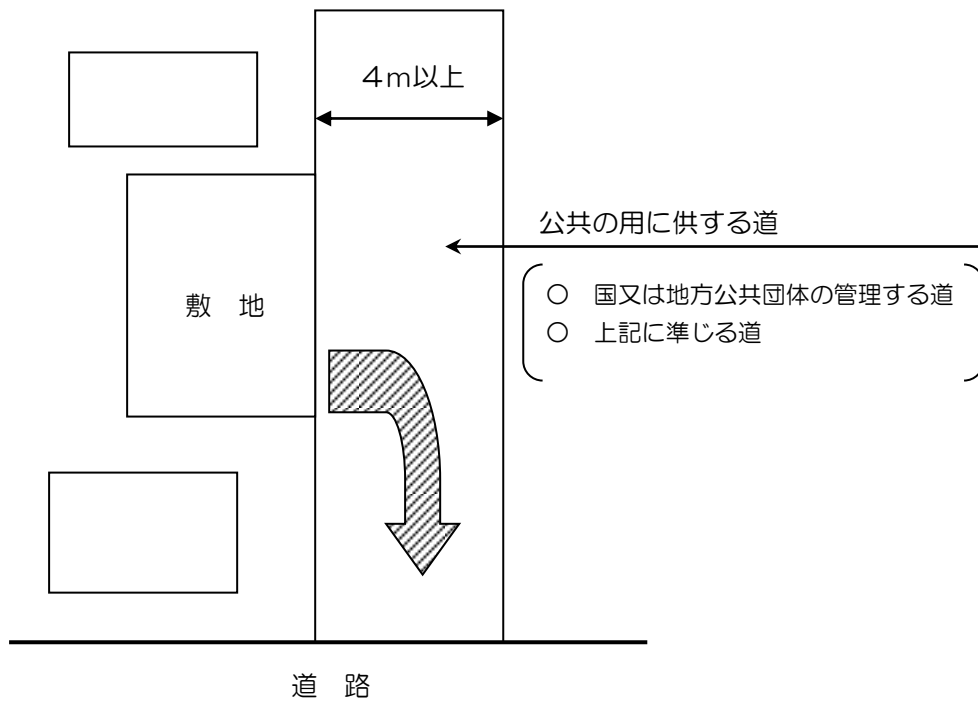 ４ｍ以上
公共の用に供する道
○　国又は地方公共団体の管理する道
○　上記に準じる道
敷　地
道　路